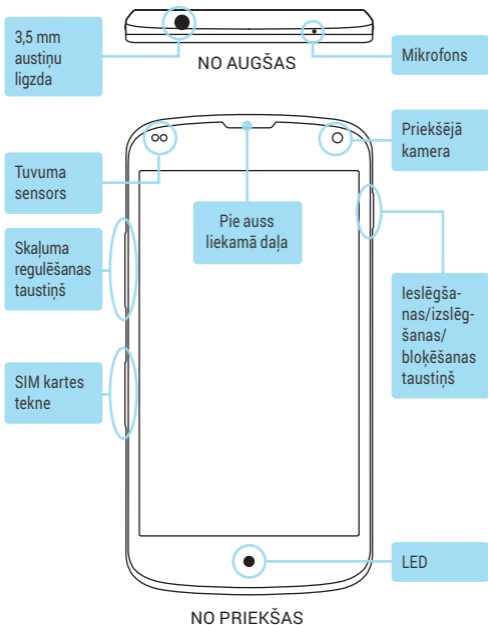 3,5 mm
austiņu
ligzda
NO AUGŠAS
Mikrofons
Priekšējā
kamera
Tuvuma
sensors
Pie auss
liekamā daļa
Skaļuma
regulēšanas
taustiņš
Ieslēgša-
nas/izslēg-
šanas/
bloķēšanas
taustiņš
SIM kartes
tekne
LED
NO PRIEKŠAS